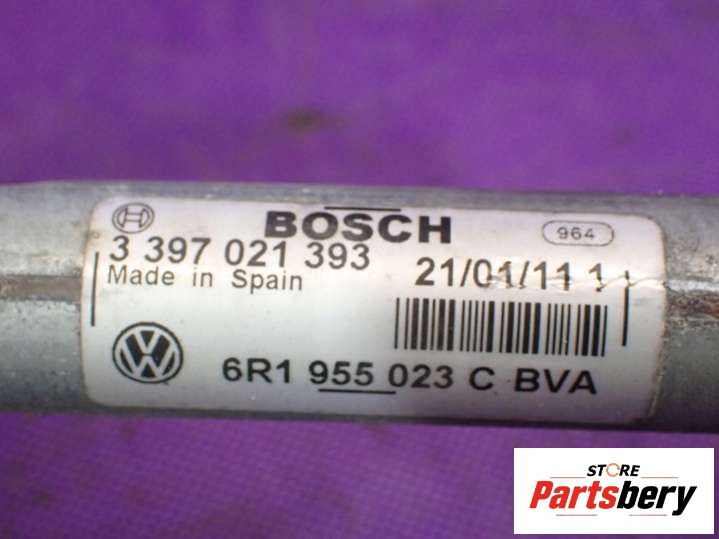 BOSCH
964
3 397 021 393
Made in Spain
21/01/11 1
VW
6R1 955 023 C BVA
STORE
Partsbery